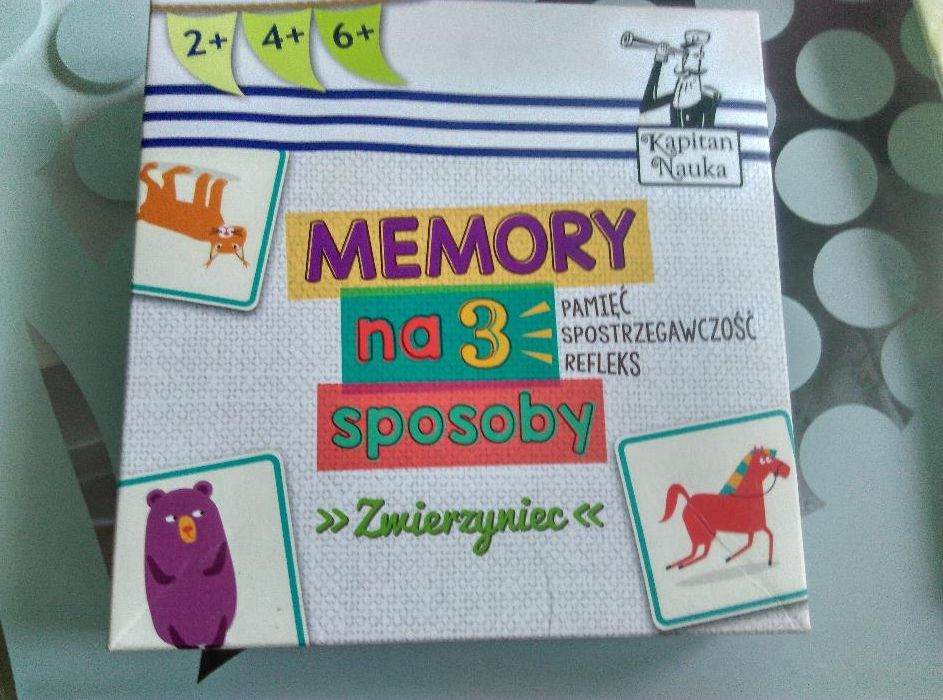 2+ 4+ 6+
Kapitan
Nauka
MEMORY
na 3
PAMIĘĆ
SPOSTRZEGAWCZOŚĆ
REFLEKS
sposoby
>> Zwierzyniec <<